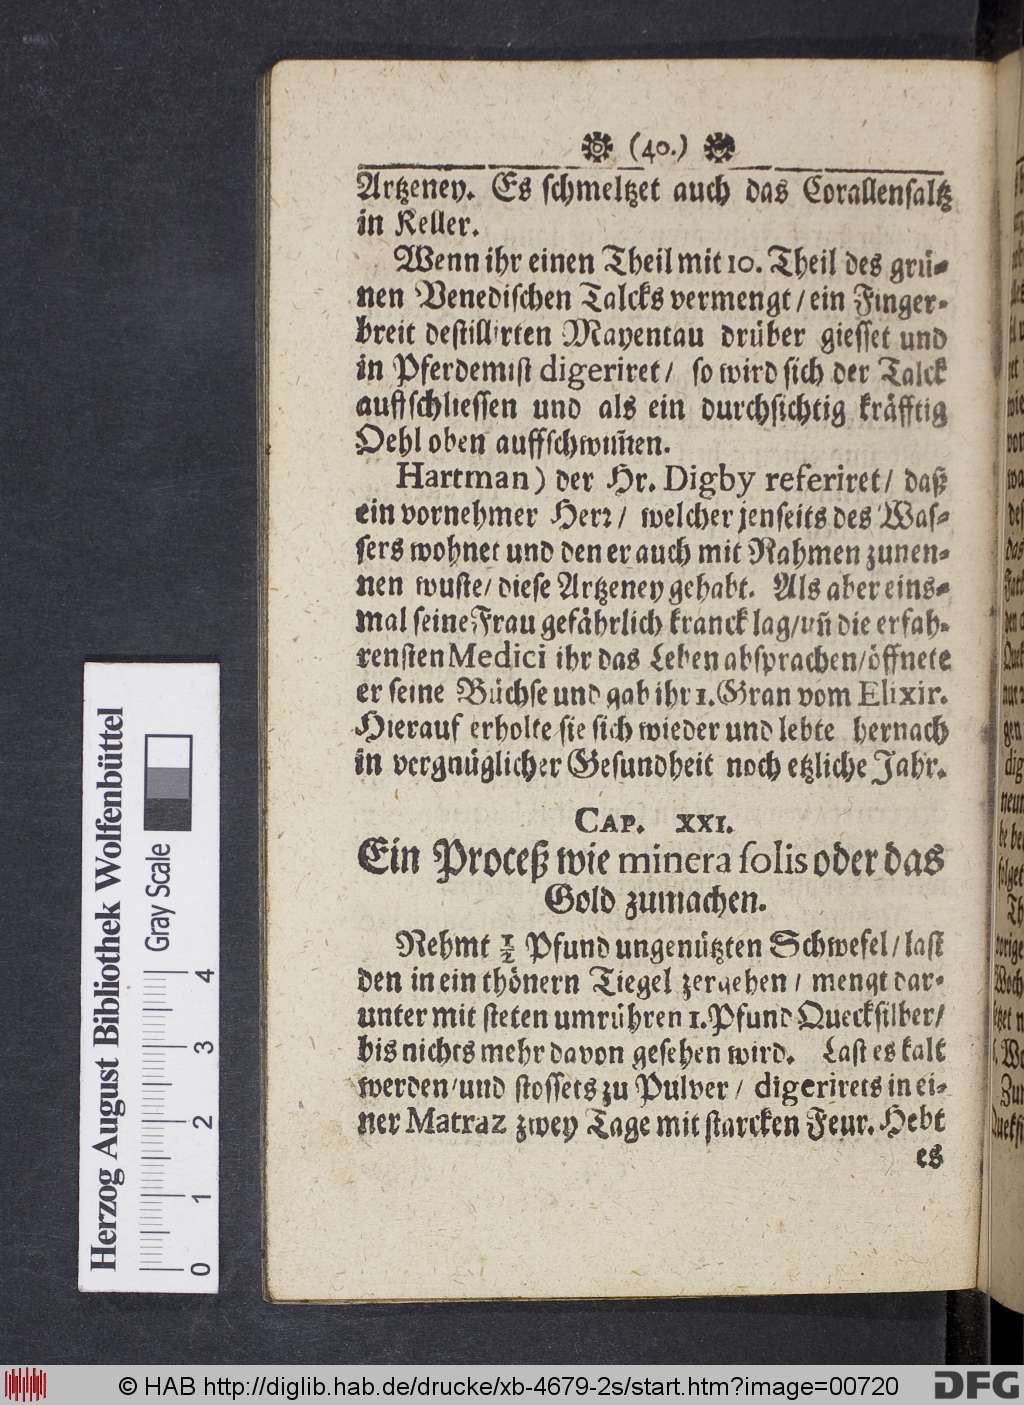 (40.)
Artzeney. Es schmeltzet auch das Corallensaltz
in Keller.
Wenn ihr einen Theil mit 10. Theil des grü-
nen Venedischen Talcks vermengt / ein Finger-
breit destillirten Mayentau drüber giesset und
in Pferdemist digeriret / so wird sich der Talck
auffschliessen und als ein durchsichtig kräfftig
Oehl oben auffschwim̄en.
Hartman) der Hr. Digby referiret / daß
ein vornehmer Herr / welcher jenseits des Was-
sers wohnet und den er auch mit Nahmen zunen-
nen wuste / diese Artzeney gehabt. Als aber eins-
mal seine Frau gefährlich kranck lag / uñ die erfah-
rensten Medici ihr das Leben absprachen / öffnete
er seine Büchse und gab ihr 1. Gran vom Elixir.
Hierauf erholte sie sich wieder und lebte hernach
in vergnüglicher Gesundheit noch etzliche Jahr.
CAP. XXI.
Ein Proceß wie minera solis oder das
Gold zumachen.
Nehmt ½ Pfund ungenützten Schwefel / last
den in ein thönern Tiegel zergehen / mengt dar-
unter mit steten umrühren 1. Pfund Quecksilber /
bis nichts mehr davon gesehen wird. Last es kalt
werden / und stossets zu Pulver / digerirets in ei-
ner Matraz zwey Tage mit starcken Feur. Hebt
es
Herzog August Bibliothek Wolfenbüttel
Gray Scale
0 1 2 3 4
© HAB http://diglib.hab.de/drucke/xb-4679-2s/start.htm?image=00720
DFG